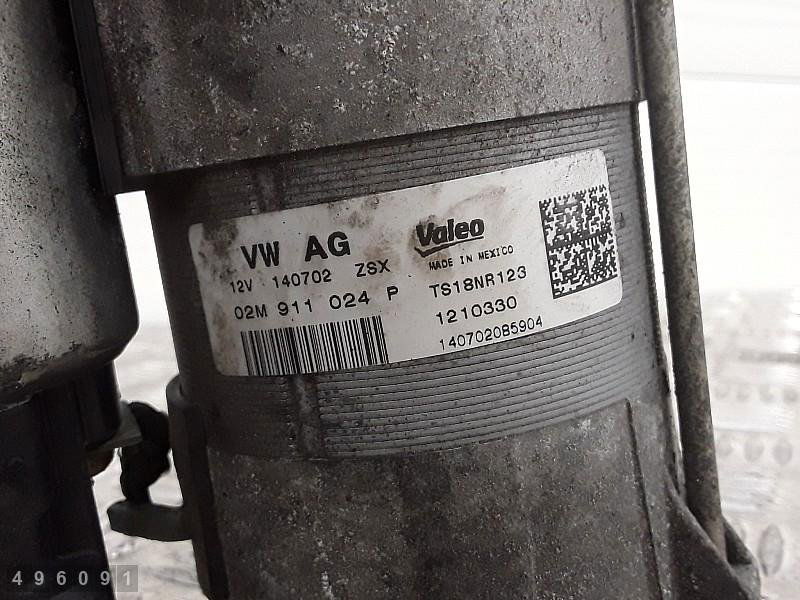 VW AG
Valeo
MADE IN MEXICO
12V 140702 ZSX
TS18NR123
02M 911 024 P
1210330
140702085904
496091